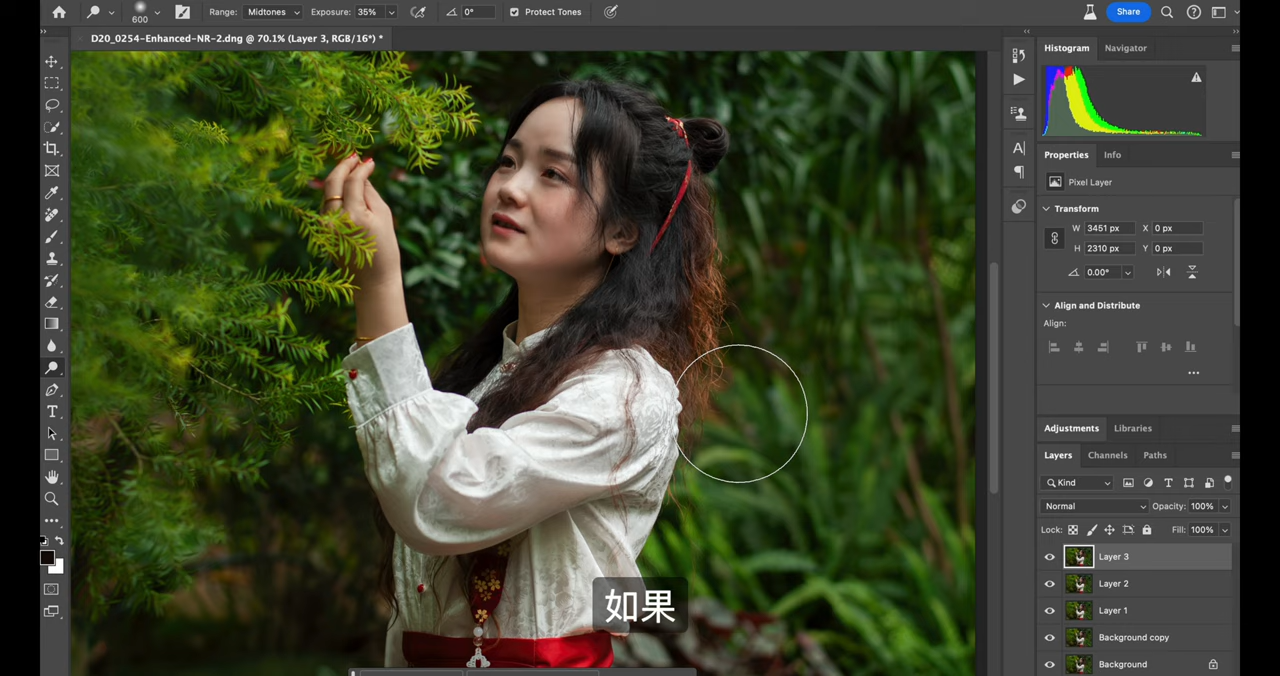 600
Range: Midtones Exposure: 35% 0° Protect Tones
Share
D20_0254-Enhanced-NR-2.dng @ 70.1% (Layer 3, RGB/16*) *
Histogram Navigator
Properties Info
Pixel Layer
Transform
W 3451 px X 0 px
H 2310 px Y 0 px
0.00°
Align and Distribute
Align:
Adjustments Libraries
Layers Channels Paths
Kind
Normal Opacity: 100%
Lock: Fill: 100%
Layer 3
Layer 2
Layer 1
Background copy
Background
如果